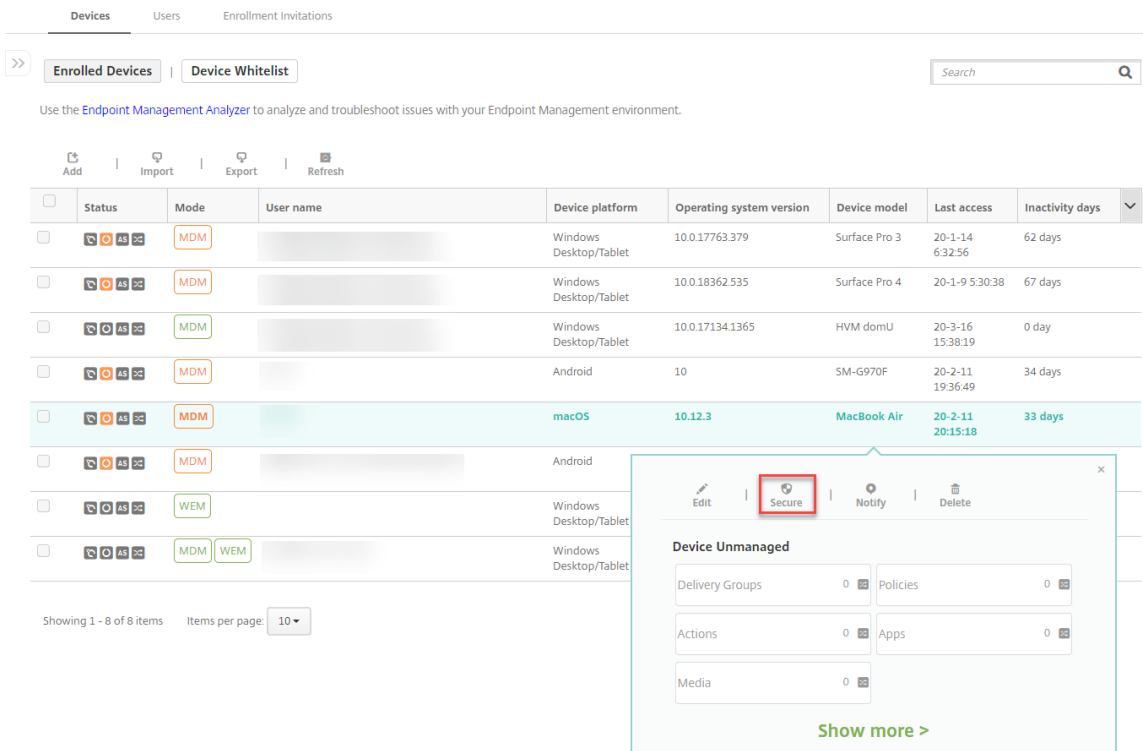 Devices Users Enrollment Invitations
Enrolled Devices | Device Whitelist Search
Use the Endpoint Management Analyzer to analyze and troubleshoot issues with your Endpoint Management environment.
Add | Import | Export | Refresh
Status Mode User name Device platform Operating system version Device model Last access Inactivity days
AS MDM Windows 10.0.17763.379 Surface Pro 3 20-1-14 62 days
Desktop/Tablet 6:32:56
AS MDM Windows 10.0.18362.535 Surface Pro 4 20-1-9 5:30:38 67 days
Desktop/Tablet
AS MDM Windows 10.0.17134.1365 HVM domU 20-3-16 0 day
Desktop/Tablet 15:38:19
AS MDM Android 10 SM-G970F 20-2-11 34 days
19:36:49
AS MDM macOS 10.12.3 MacBook Air 20-2-11 33 days
20:15:18
AS MDM Android
AS WEM Windows
Desktop/Tablet
AS MDM WEM Windows
Desktop/Tablet
Showing 1 - 8 of 8 items Items per page: 10
×
Edit | Secure | Notify | Delete
Device Unmanaged
Delivery Groups 0 Policies 0
Actions 0 Apps 0
Media 0
Show more >